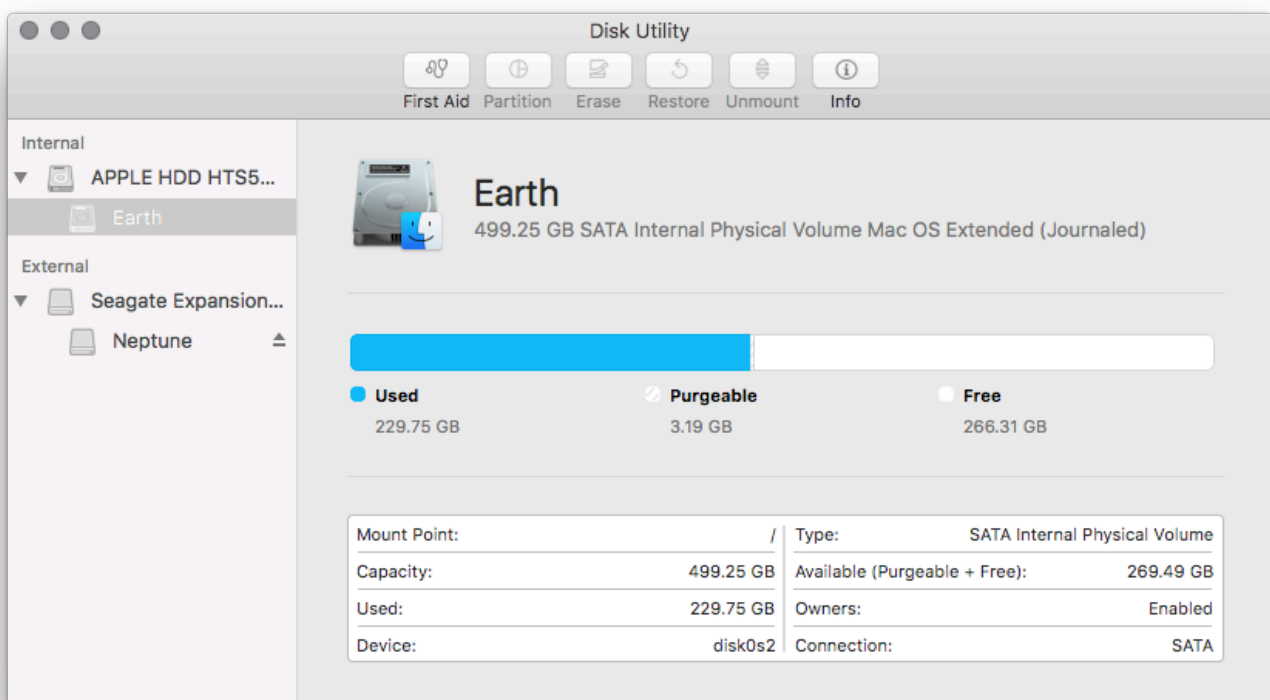 Disk Utility
First Aid Partition Erase Restore Unmount Info
Internal
APPLE HDD HTS5...
Earth
External
Seagate Expansion...
Neptune
Earth
499.25 GB SATA Internal Physical Volume Mac OS Extended (Journaled)
Used Purgeable Free
229.75 GB 3.19 GB 266.31 GB
Mount Point: / Type: SATA Internal Physical Volume
Capacity: 499.25 GB Available (Purgeable + Free): 269.49 GB
Used: 229.75 GB Owners: Enabled
Device: disk0s2 Connection: SATA